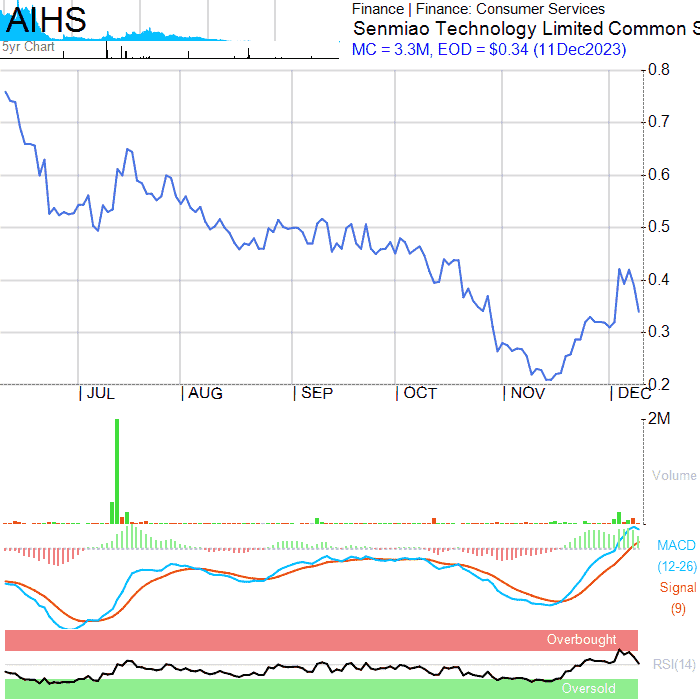 AIHS
5yr Chart
Finance | Finance: Consumer Services
Senmiao Technology Limited Common S
MC = 3.3M, EOD = $0.34 (11Dec2023)
0.8
0.7
0.6
0.5
0.4
0.3
0.2
| JUL | AUG | SEP | OCT | NOV | DEC
2M
Volume
MACD
(12-26)
Signal
(9)
Overbought
RSI(14)
Oversold